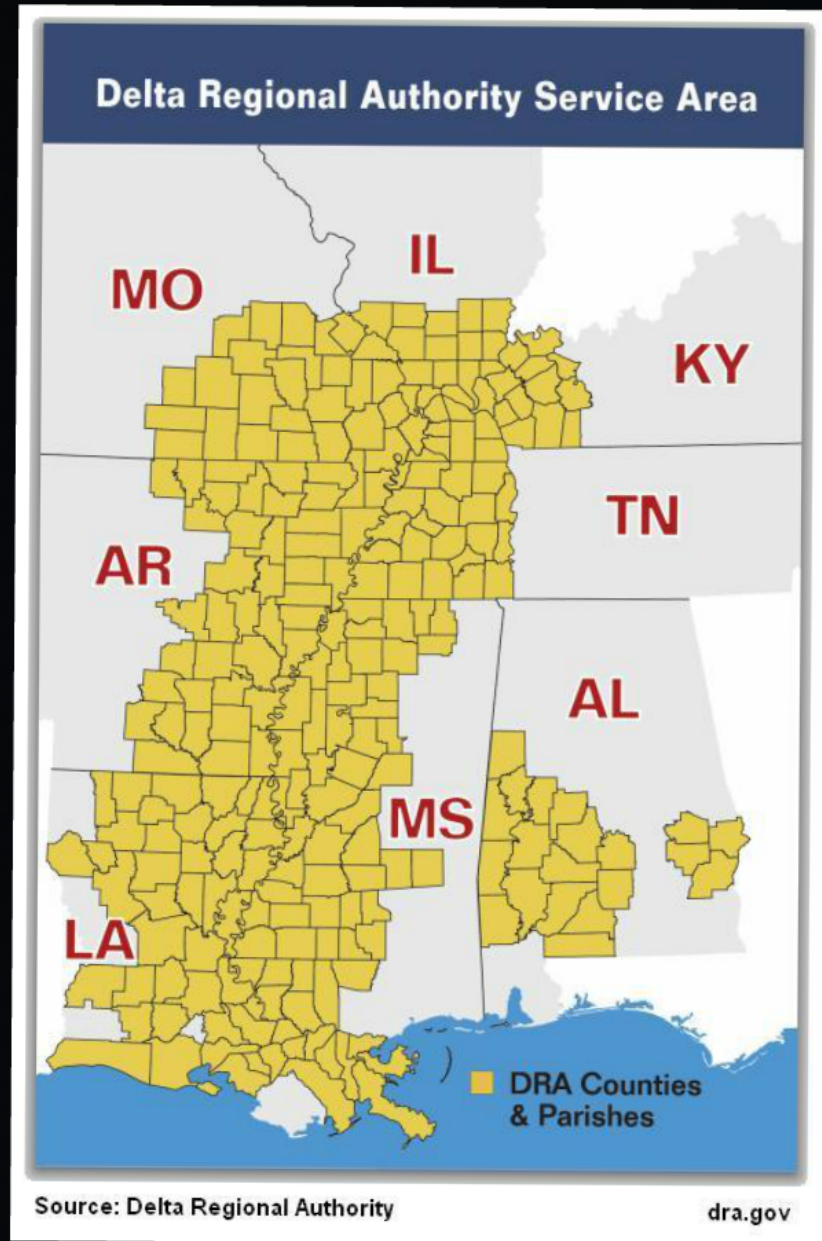 Delta Regional Authority Service Area
IL
MO
KY
TN
AR
AL
MS
LA
DRA Counties
& Parishes
Source: Delta Regional Authority
dra.gov